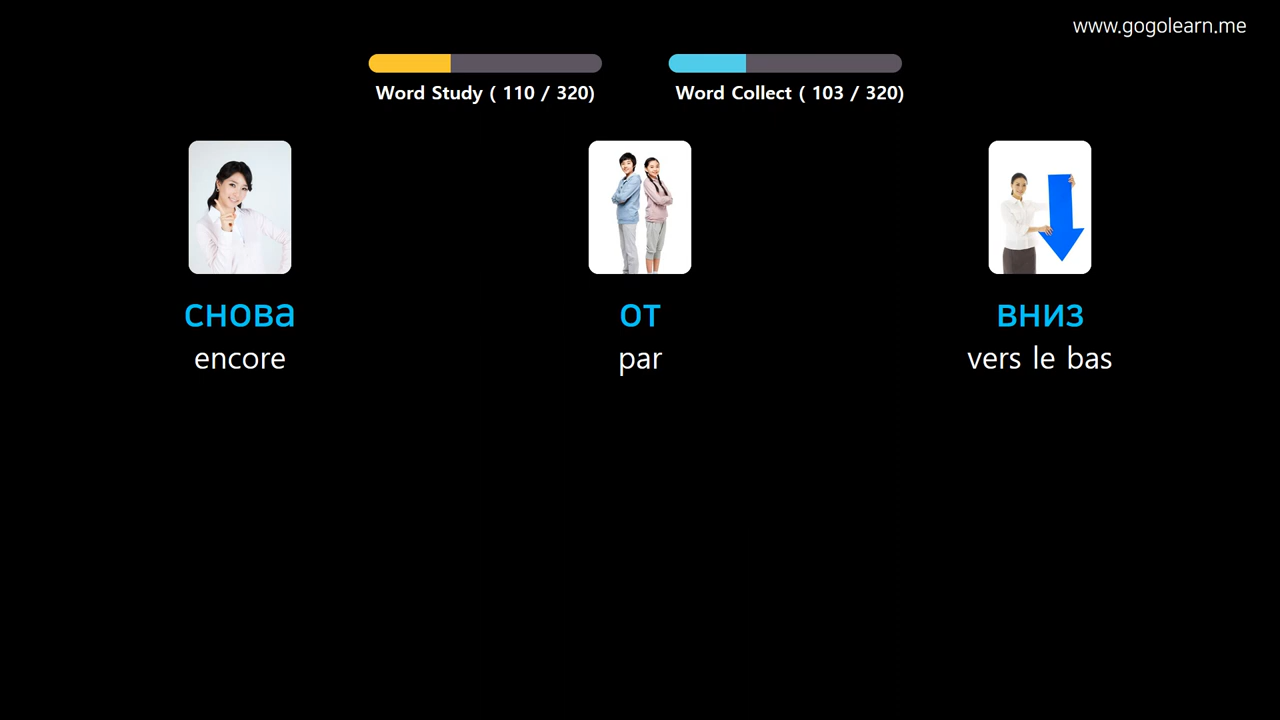 www.gogolearn.me
Word Study ( 110 / 320)
Word Collect ( 103 / 320)
снова
от
вниз
encore
par
vers le bas